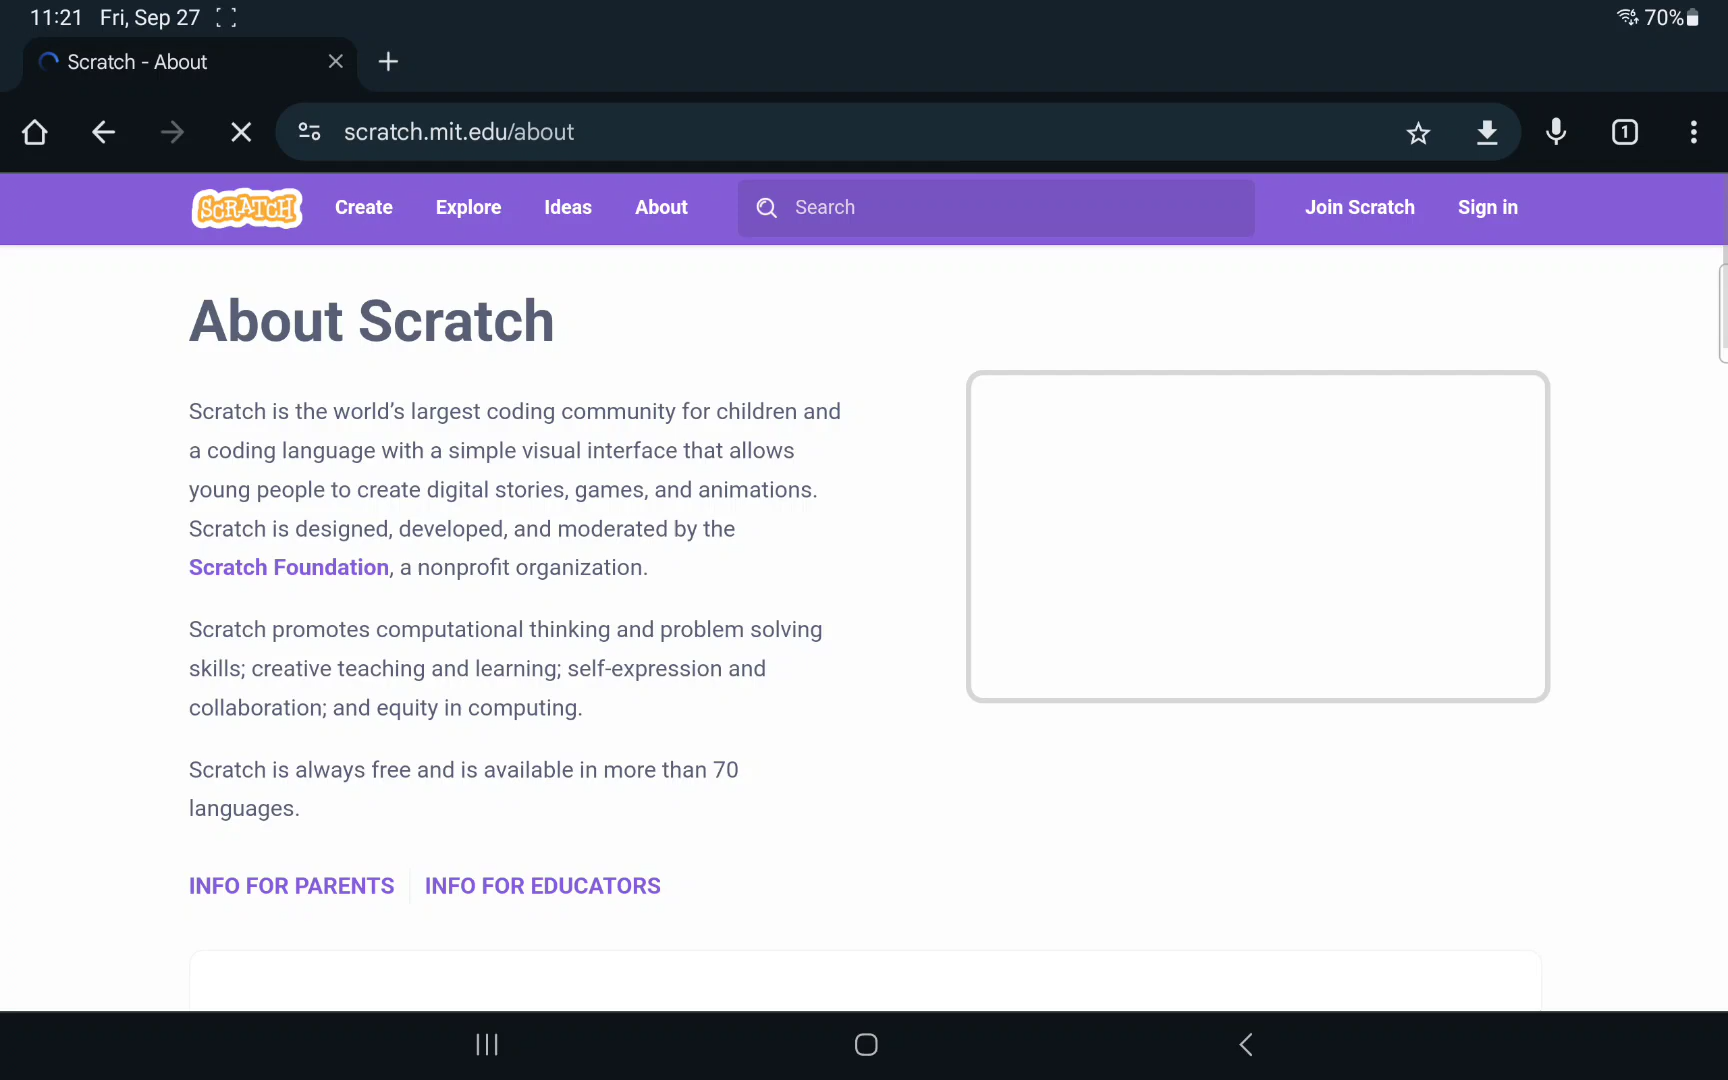 11:21 Fri, Sep 27
70%
Scratch - About
scratch.mit.edu/about
1
SCRATCH
Create
Explore
Ideas
About
Search
Join Scratch
Sign in
About Scratch
Scratch is the world’s largest coding community for children and
a coding language with a simple visual interface that allows
young people to create digital stories, games, and animations.
Scratch is designed, developed, and moderated by the
Scratch Foundation, a nonprofit organization.
Scratch promotes computational thinking and problem solving
skills; creative teaching and learning; self-expression and
collaboration; and equity in computing.
Scratch is always free and is available in more than 70
languages.
INFO FOR PARENTS
INFO FOR EDUCATORS